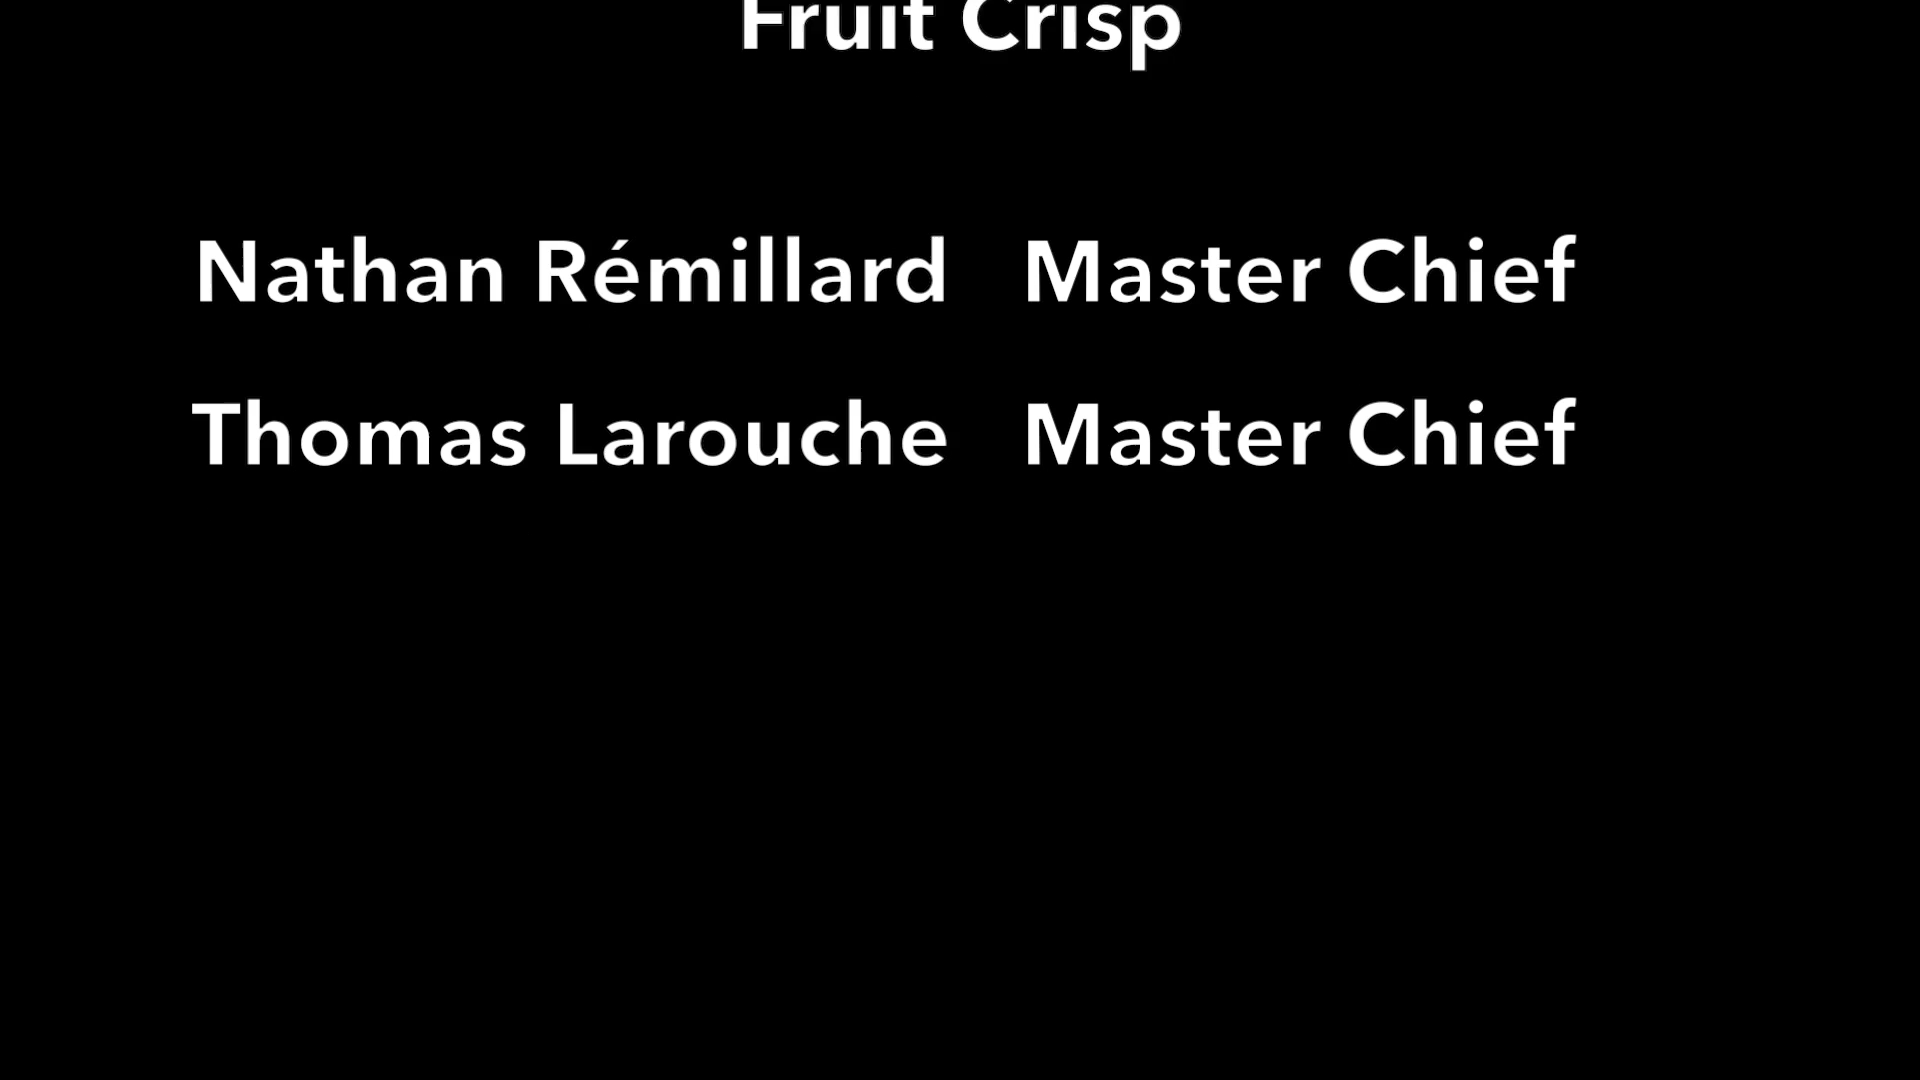 Fruit Crisp
Nathan Rémillard Master Chief
Thomas Larouche Master Chief